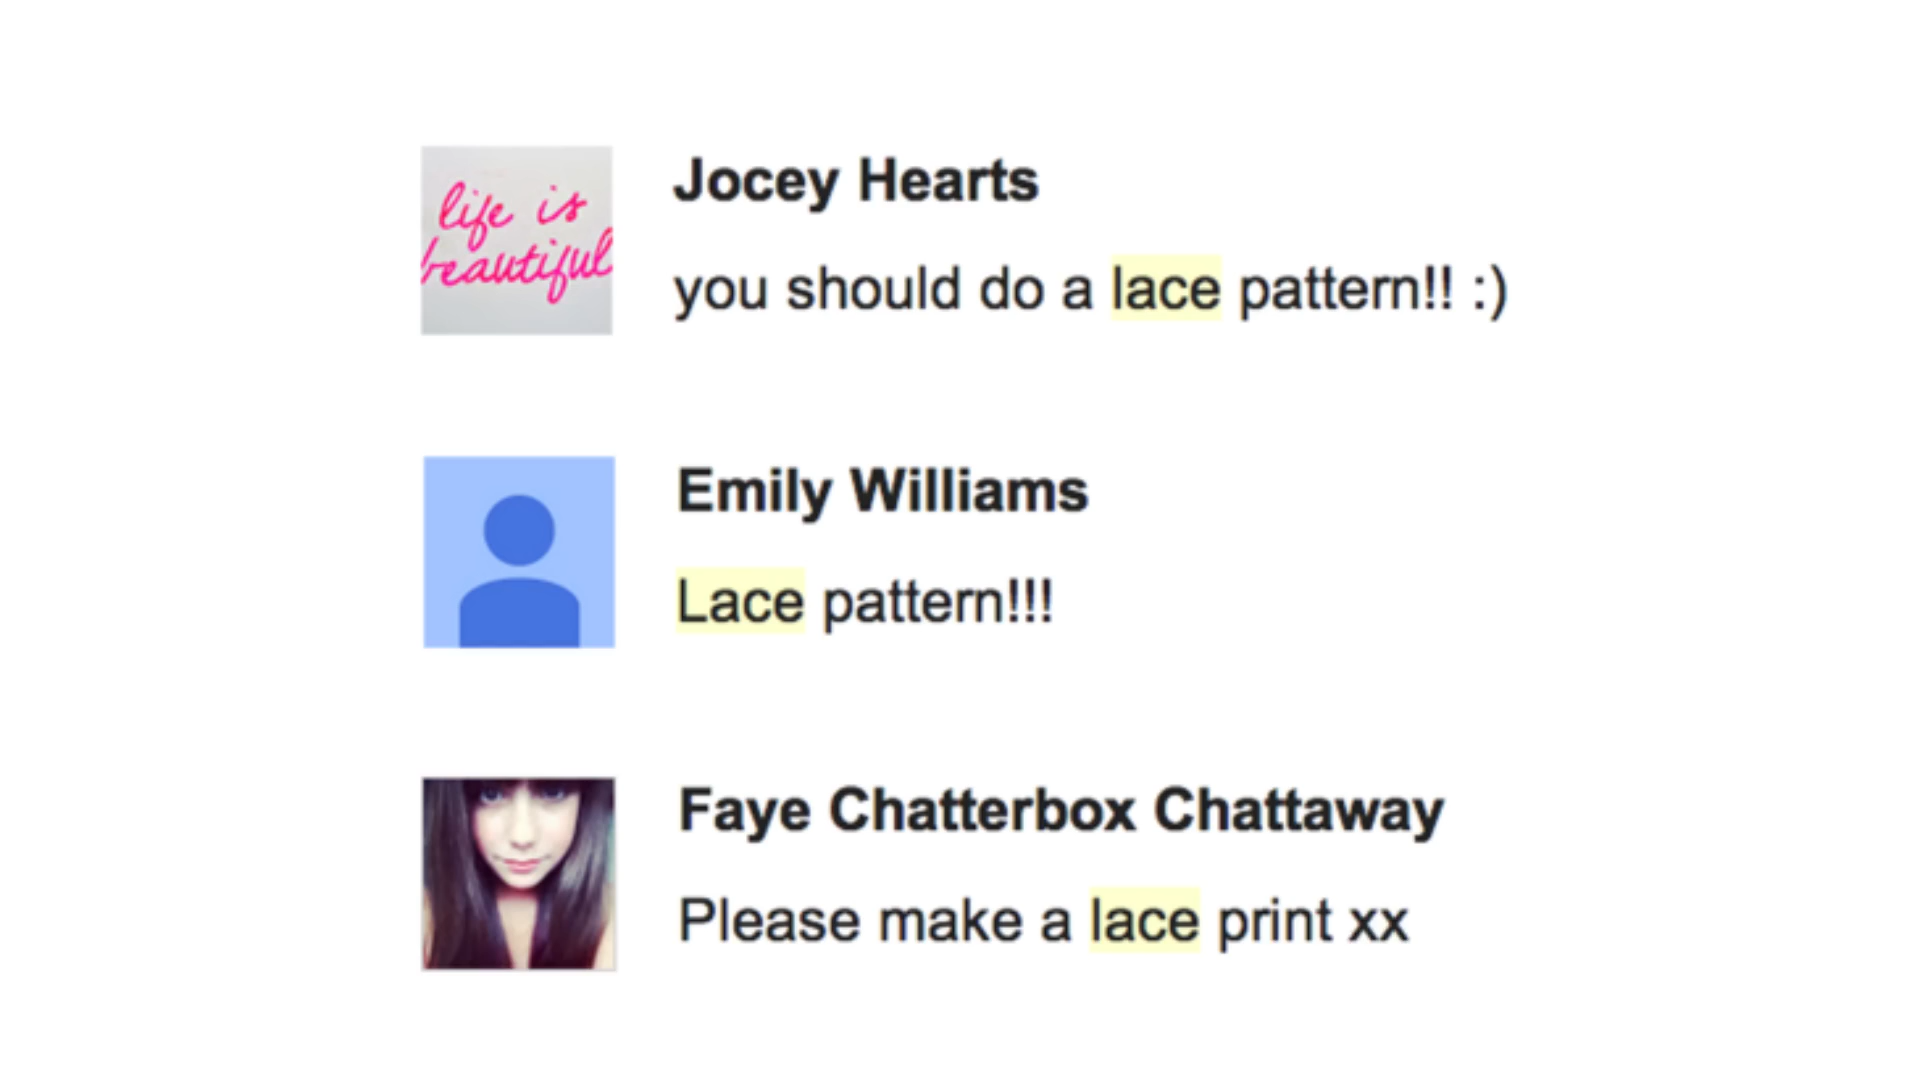 life is
beautiful
Jocey Hearts
you should do a lace pattern!! :)
Emily Williams
Lace pattern!!!
Faye Chatterbox Chattaway
Please make a lace print xx